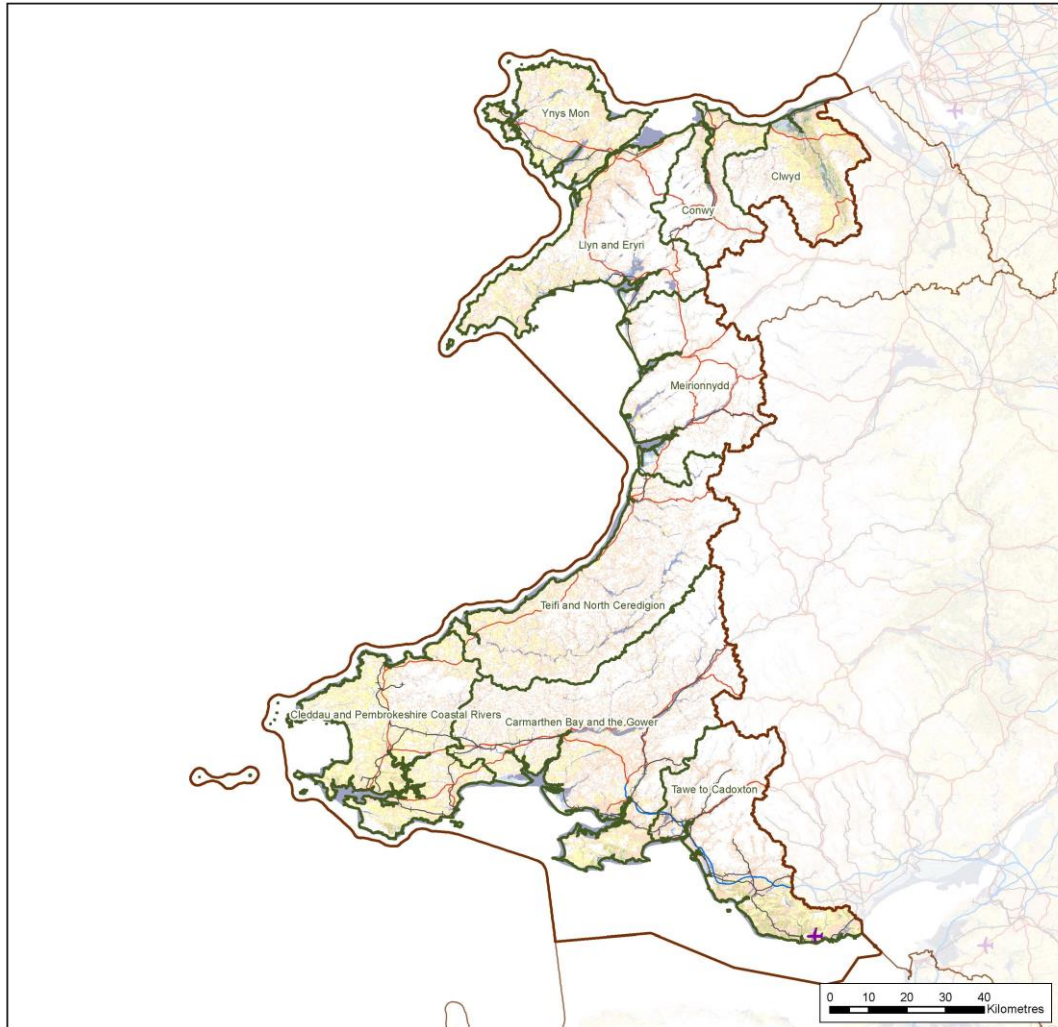 Ynys Mon
Clwyd
Conwy
Llyn and Eryri
Meirionnydd
Teifi and North Ceredigion
Cleddau and Pembrokeshire Coastal Rivers
Carmarthen Bay and the,Gower
Tawe to Cadoxton
0 10 20 30 40
Kilometres